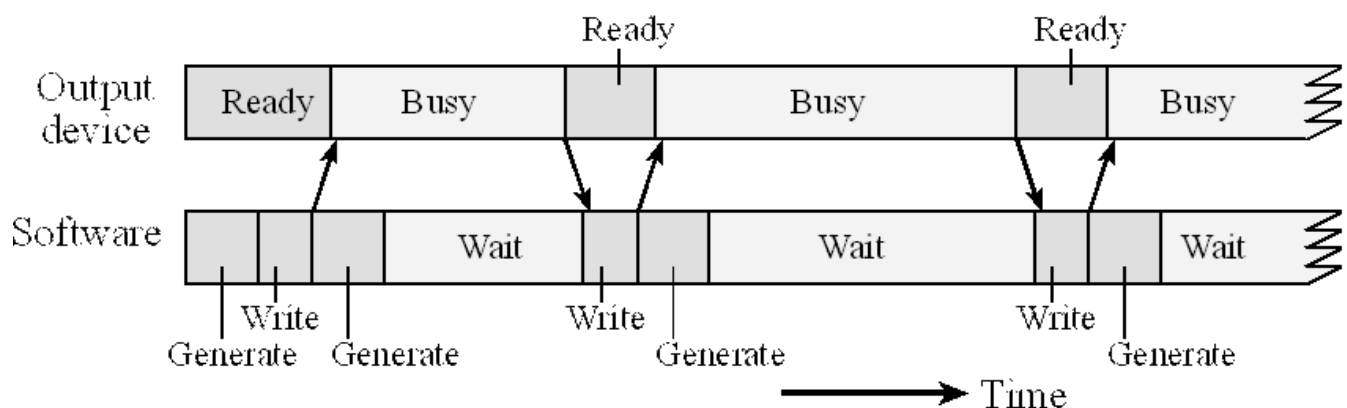 Ready Ready
Output device
Ready Busy Busy Busy
Software
Wait Wait Wait
Write Write Write
Generate Generate Generate Generate
Time